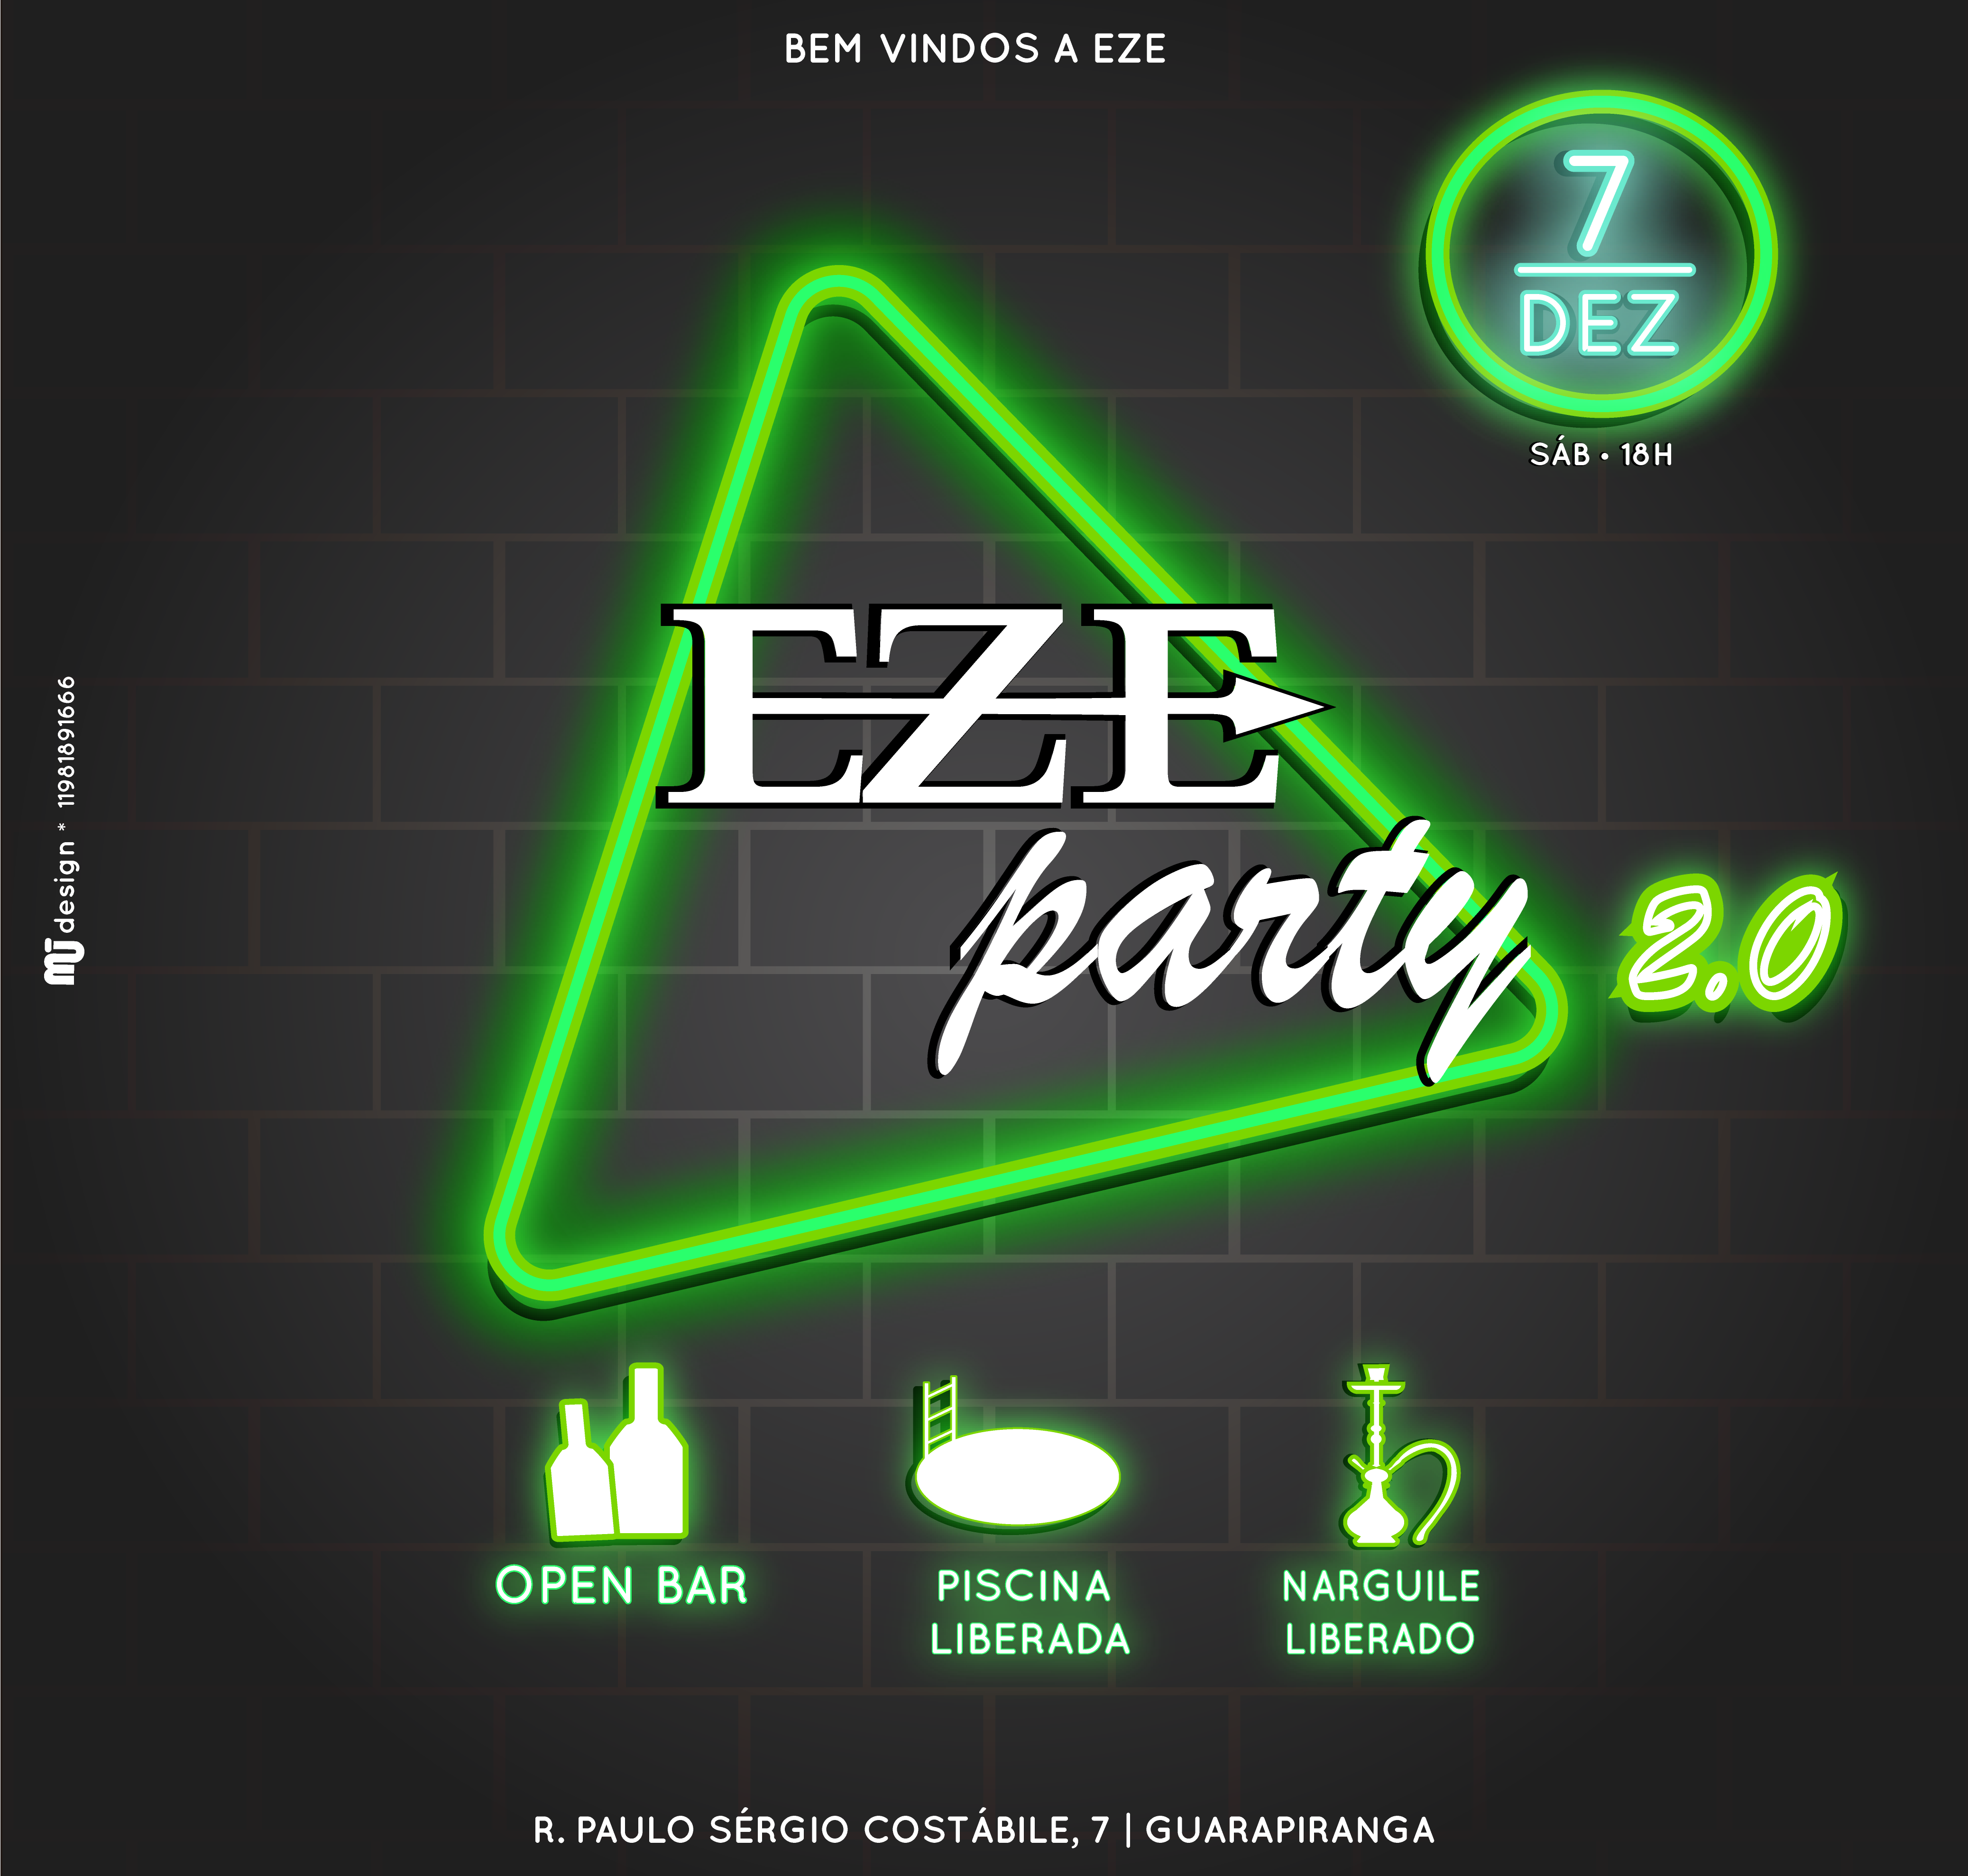 BEM VINDOS A EZE
7
DEZ
SÁB • 18H
EZE
party 2.0
mj design * 11981891666
OPEN BAR
PISCINA
LIBERADA
NARGUILE
LIBERADO
R. PAULO SÉRGIO COSTÁBILE, 7 | GUARAPIRANGA